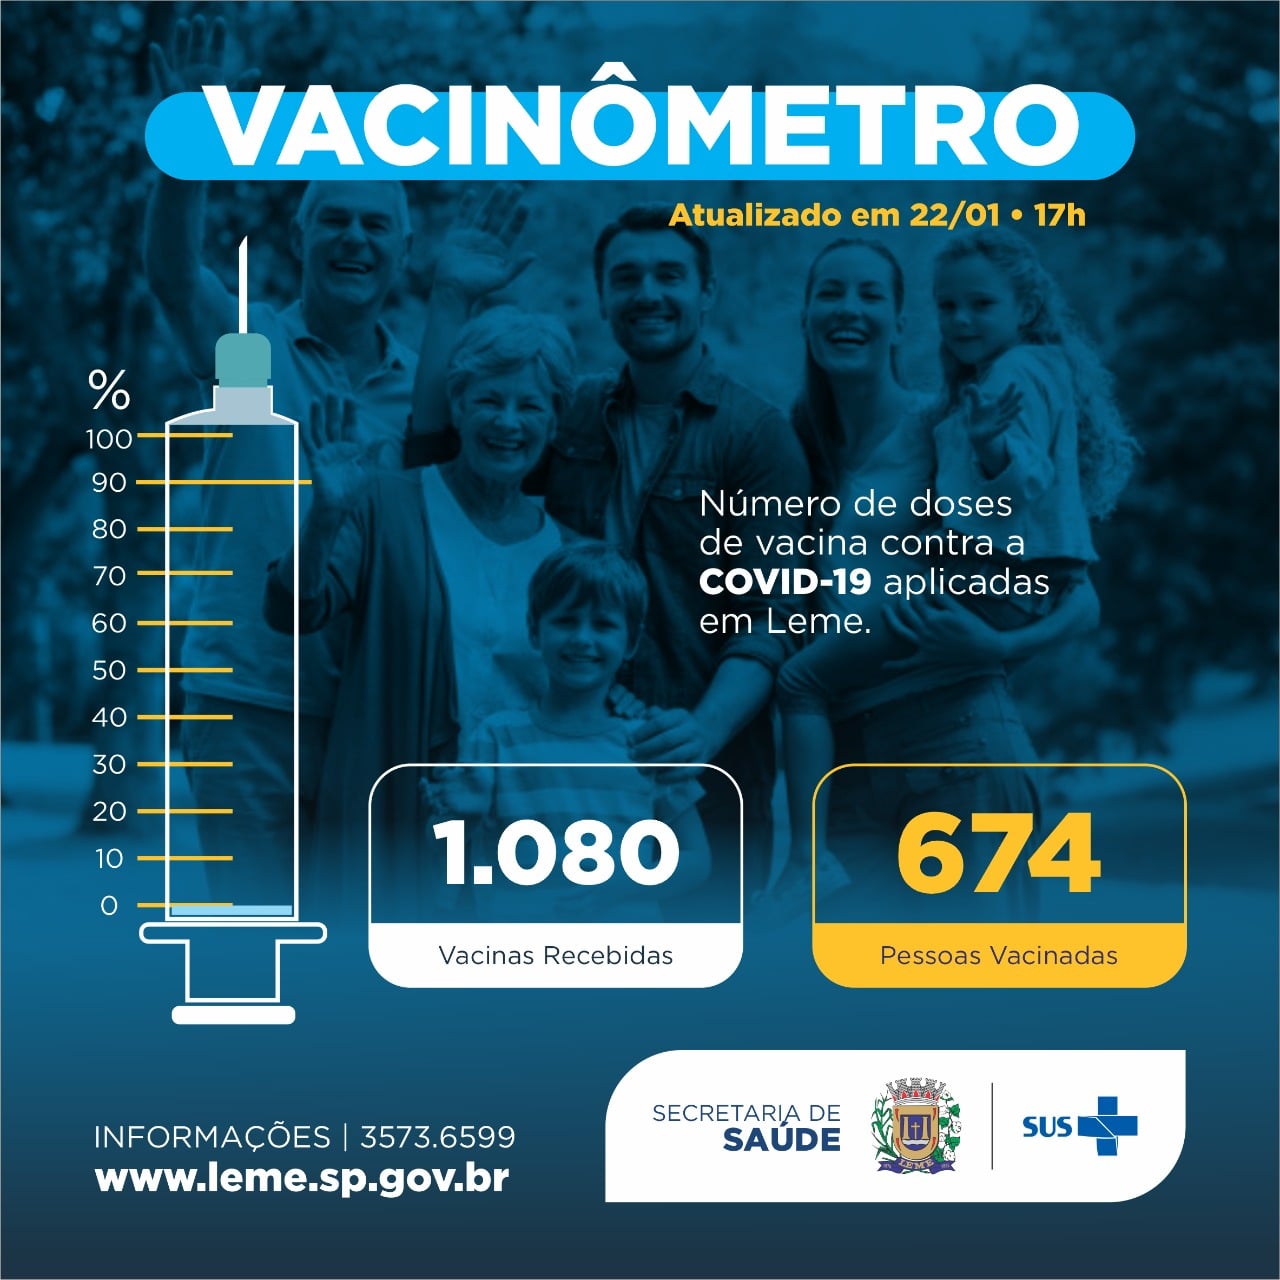 VACINÔMETRO
Atualizado em 22/01 • 17h
%
100
90
80
70
60
50
40
30
20
10
0
Número de doses
de vacina contra a
COVID-19 aplicadas
em Leme.
1.080
Vacinas Recebidas
674
Pessoas Vacinadas
INFORMAÇÕES | 3573.6599
www.leme.sp.gov.br
SECRETARIA DE
SAÚDE
LEME
SUS